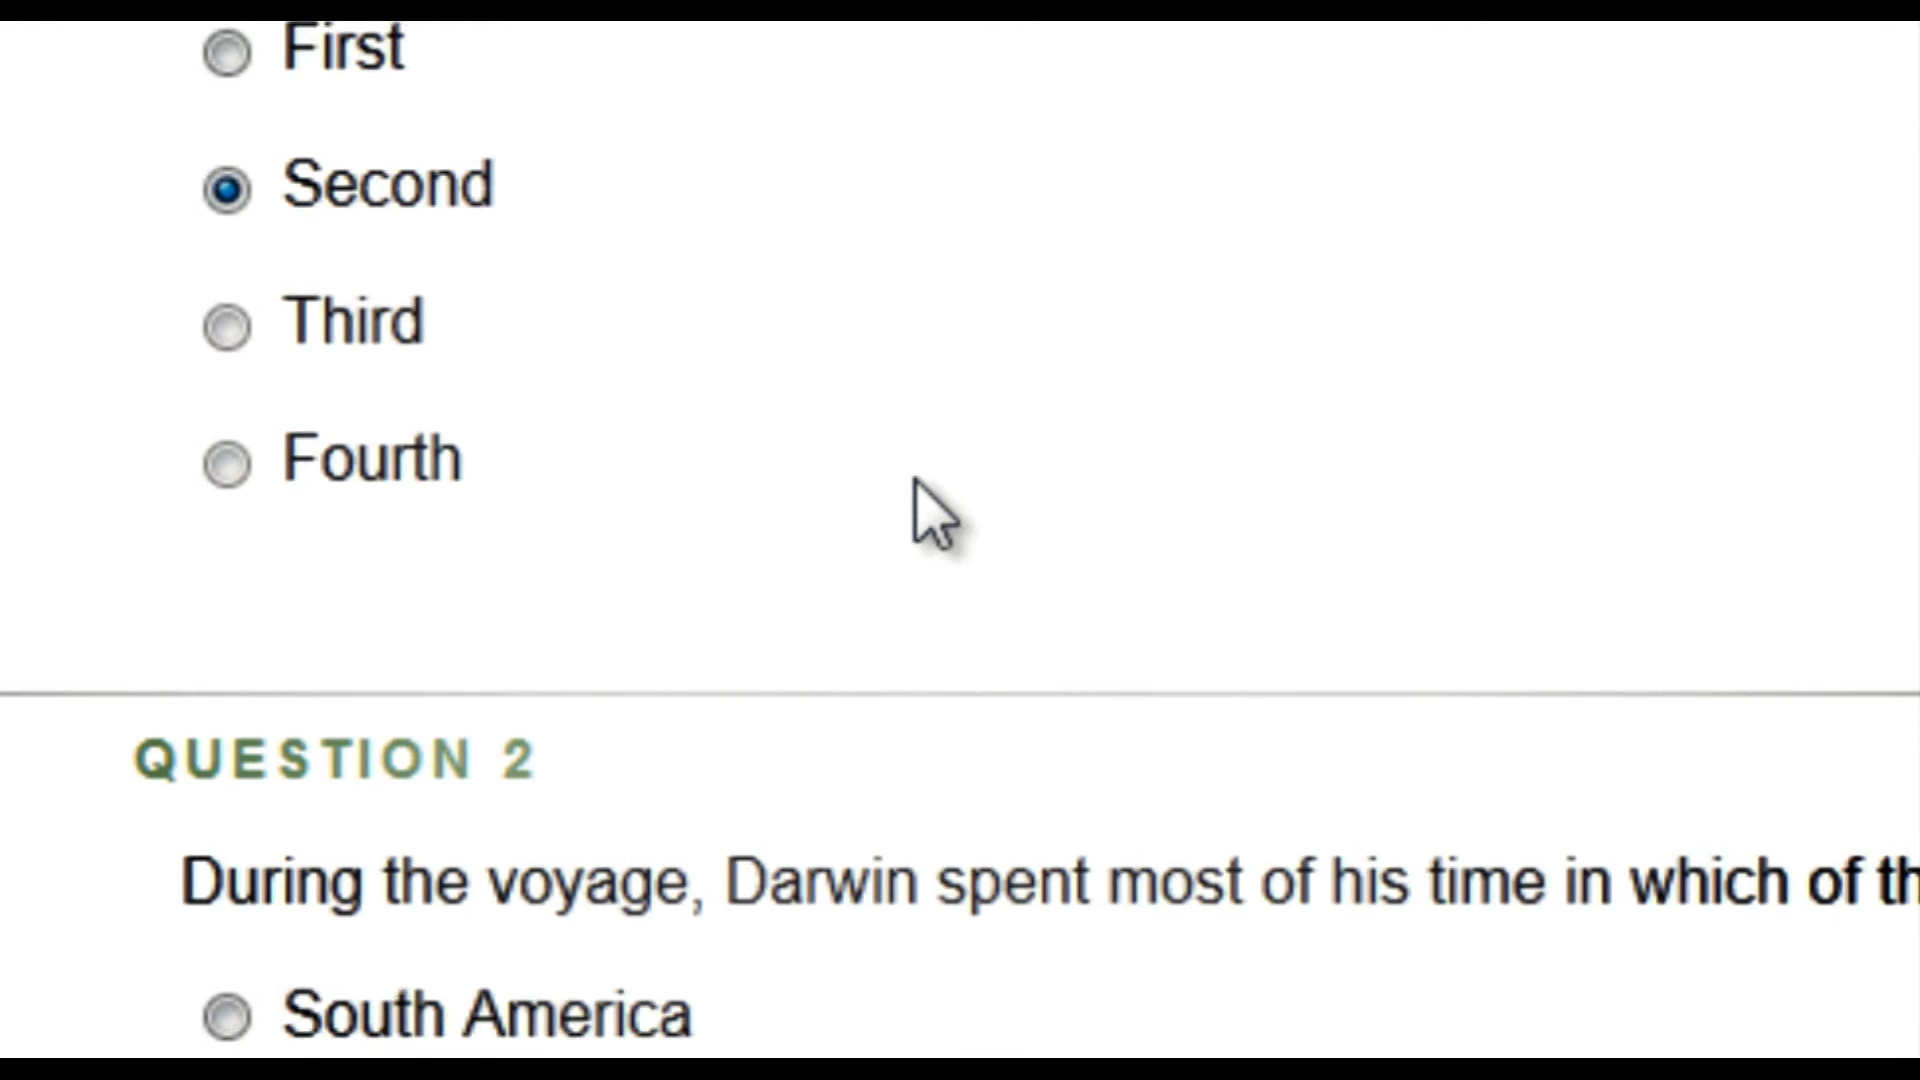 First
Second
Third
Fourth
QUESTION 2
During the voyage, Darwin spent most of his time in which of th
South America